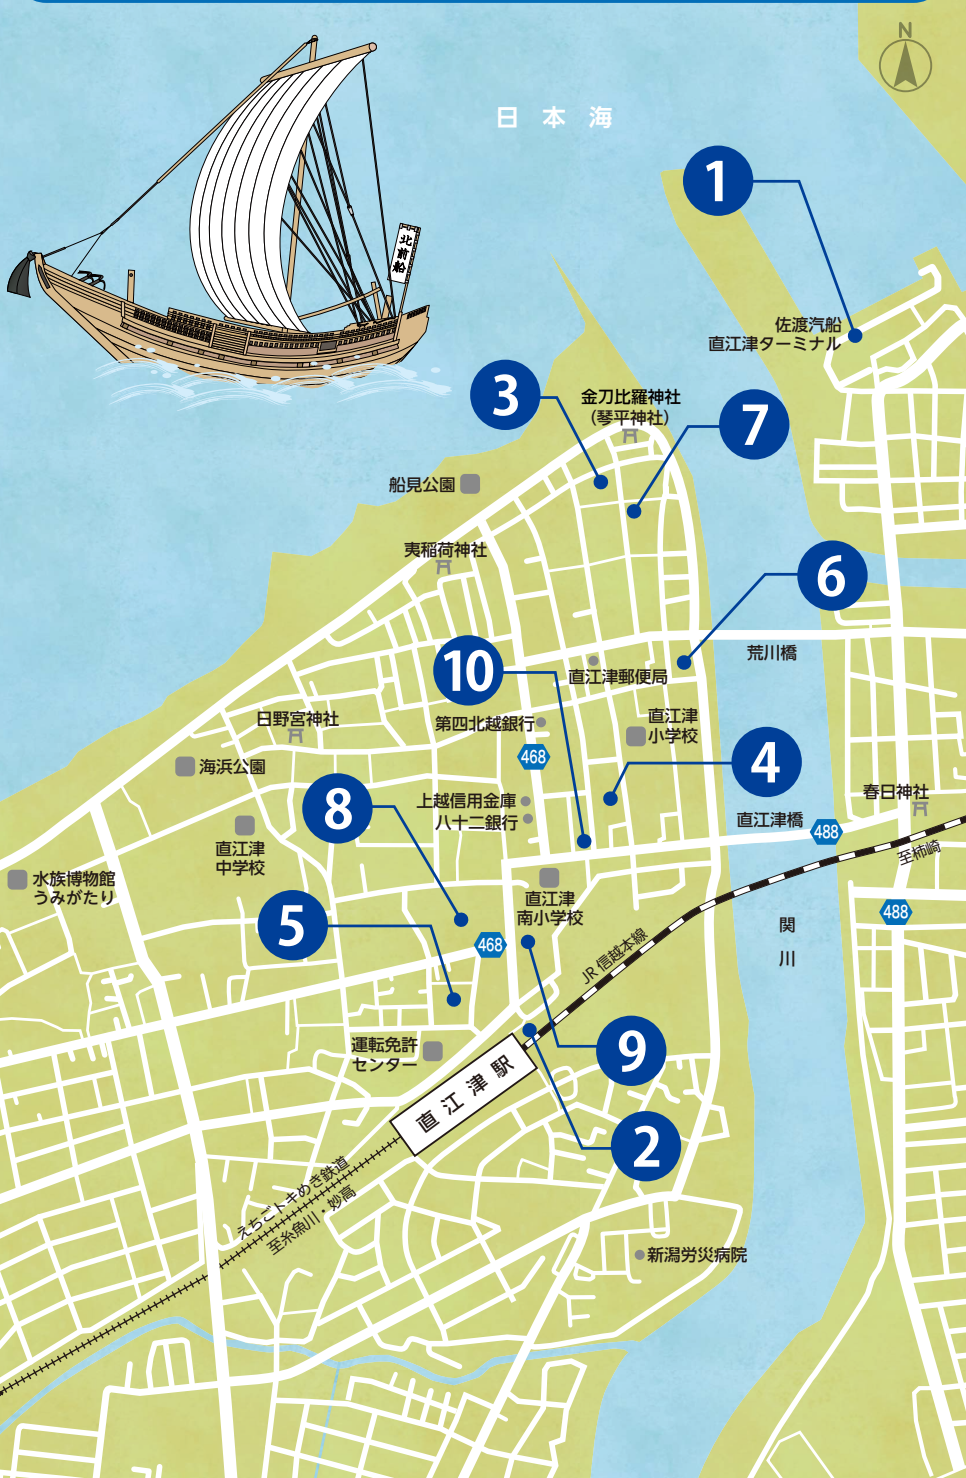 N
日本海
北前船
1
佐渡汽船
直江津ターミナル
3
金刀比羅神社
（琴平神社）
7
船見公園
夷稲荷神社
6
荒川橋
10
直江津郵便局
日野宮神社
第四北越銀行
直江津
小学校
468
4
海浜公園
8
上越信用金庫
八十二銀行
春日神社
直江津橋
488
至柿崎
直江津
中学校
水族博物館
うみがたり
直江津
南小学校
5
468
488
関川
JR信越本線
運転免許
センター
9
直江津駅
2
えちごトキめき鉄道
至糸魚川・妙高
新潟労災病院